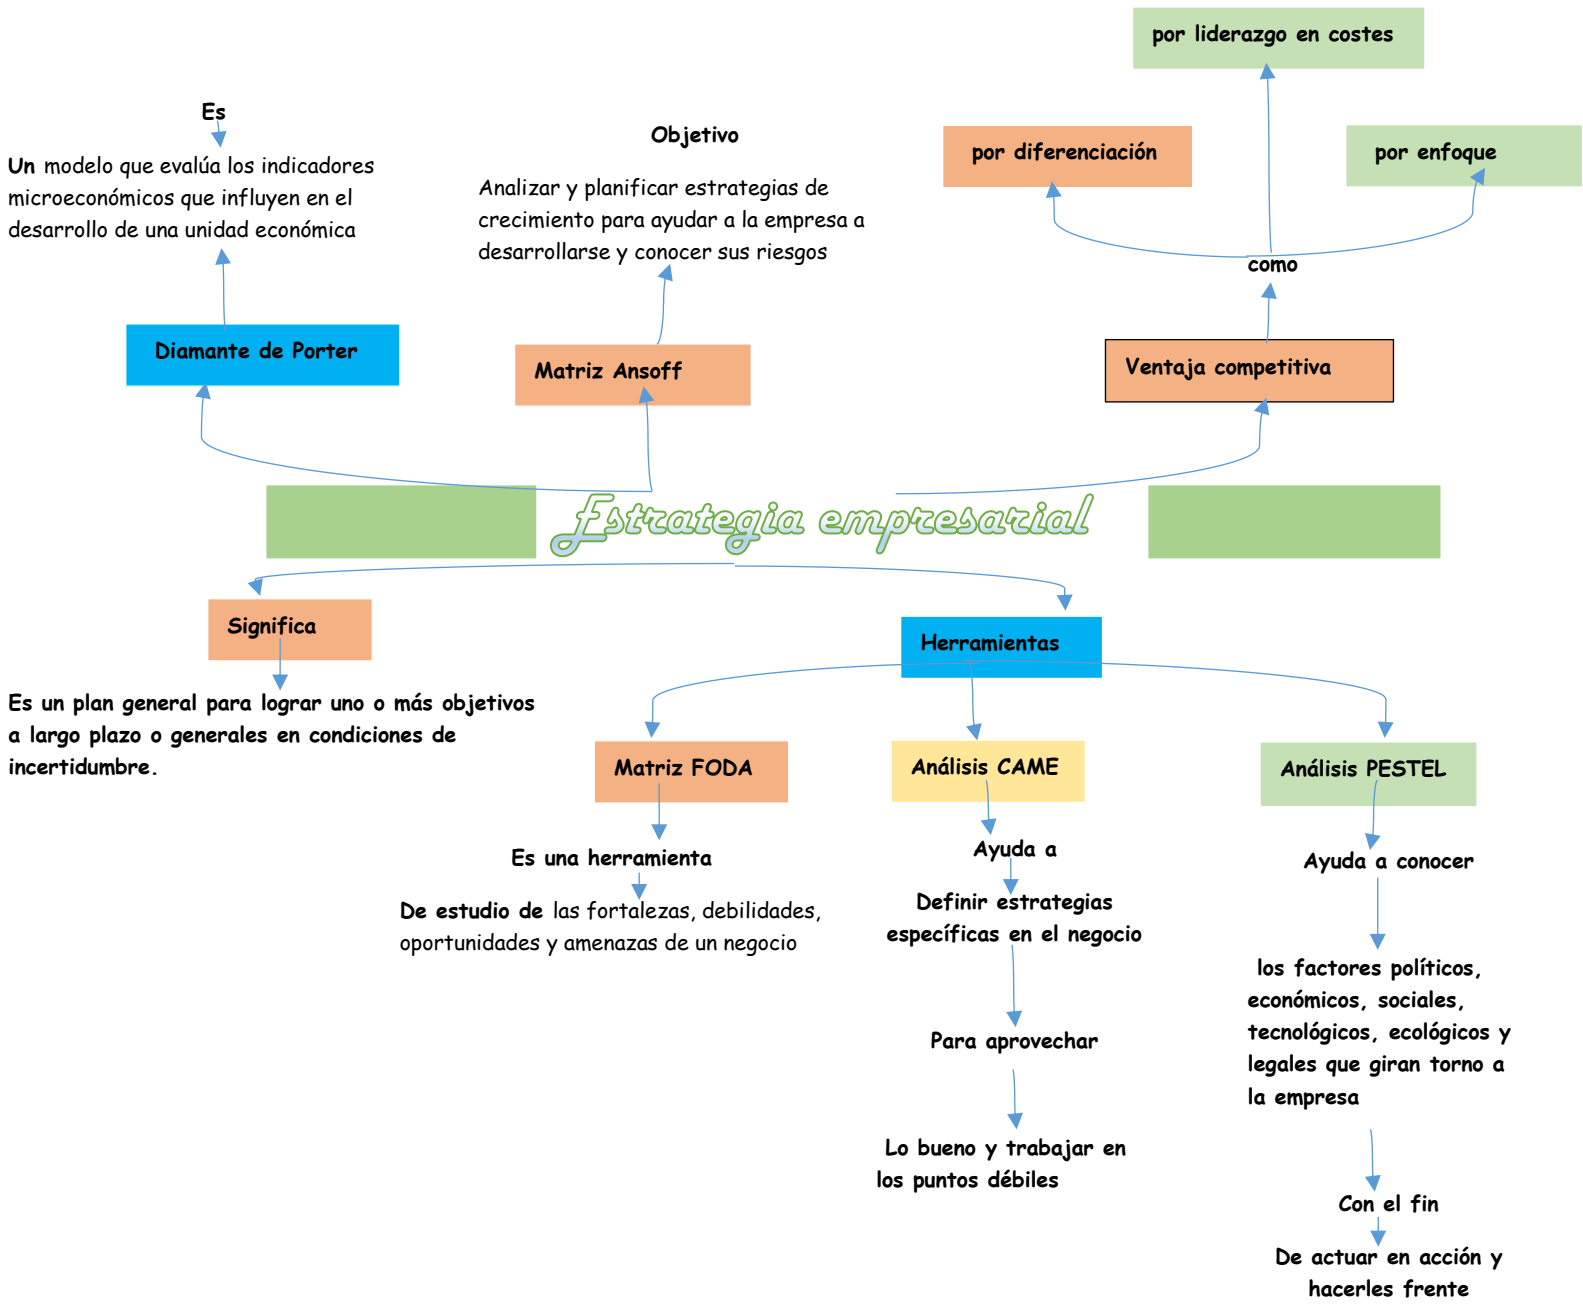 por liderazgo en costes
Es
Un modelo que evalúa los indicadores
microeconómicos que influyen en el
desarrollo de una unidad económica
Objetivo
Analizar y planificar estrategias de
crecimiento para ayudar a la empresa a
desarrollarse y conocer sus riesgos
por diferenciación
por enfoque
como
Diamante de Porter
Matriz Ansoff
Ventaja competitiva
Estrategia empresarial
Significa
Es un plan general para lograr uno o más objetivos
a largo plazo o generales en condiciones de
incertidumbre.
Herramientas
Matriz FODA
Es una herramienta
De estudio de las fortalezas, debilidades,
oportunidades y amenazas de un negocio
Análisis CAME
Ayuda a
Definir estrategias
específicas en el negocio
Para aprovechar
Lo bueno y trabajar en
los puntos débiles
Análisis PESTEL
Ayuda a conocer
los factores políticos,
económicos, sociales,
tecnológicos, ecológicos y
legales que giran torno a
la empresa
Con el fin
De actuar en acción y
hacerles frente